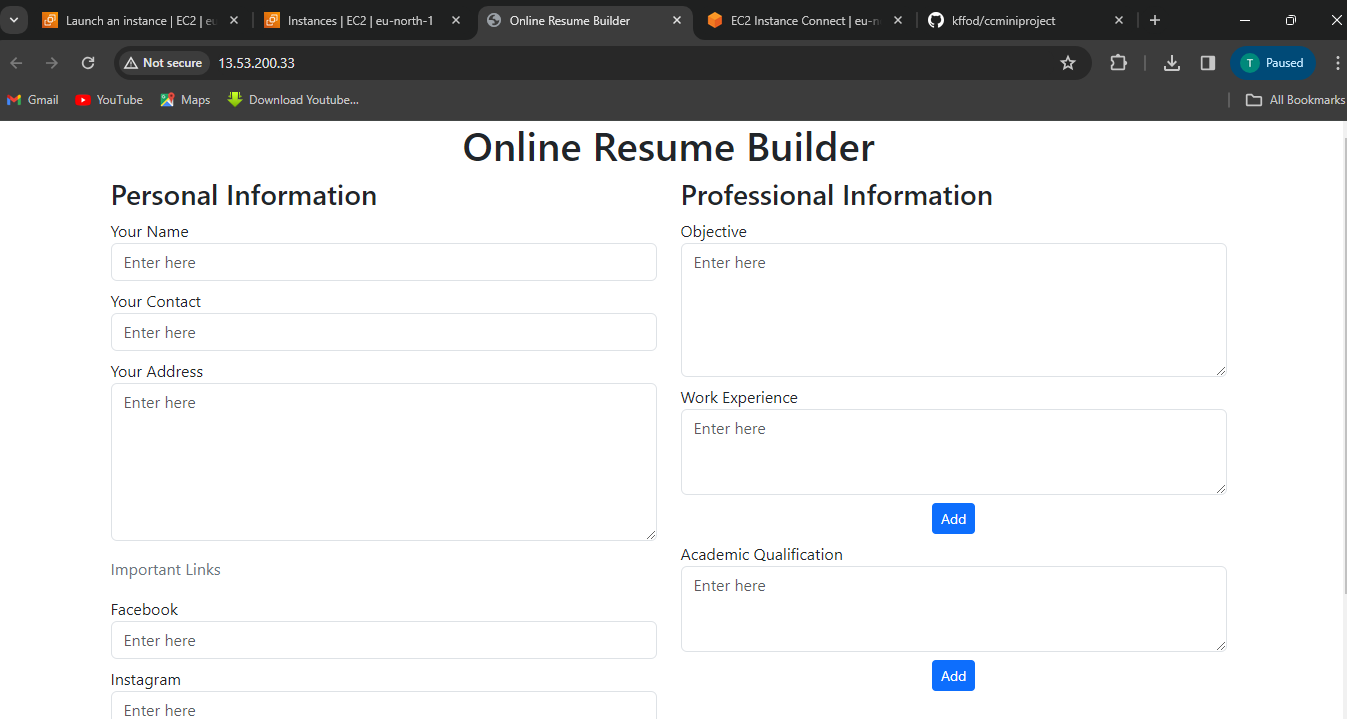 Launch an instance | EC2 | eu
Instances | EC2 | eu-north-1
Online Resume Builder
EC2 Instance Connect | eu-n
kffod/ccminiproject
Not secure
13.53.200.33
T
Paused
Gmail
YouTube
Maps
Download Youtube...
All Bookmarks
Online Resume Builder
Personal Information
Your Name
Enter here
Your Contact
Enter here
Your Address
Enter here
Important Links
Facebook
Enter here
Instagram
Enter here
Professional Information
Objective
Enter here
Work Experience
Enter here
Add
Academic Qualification
Enter here
Add